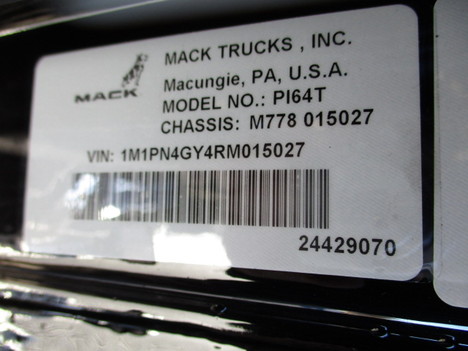 MACK TRUCKS , INC.
MACK
Macungie, PA, U.S.A.
MODEL NO.: PI64T
CHASSIS: M778 015027
VIN: 1M1PN4GY4RM015027
24429070